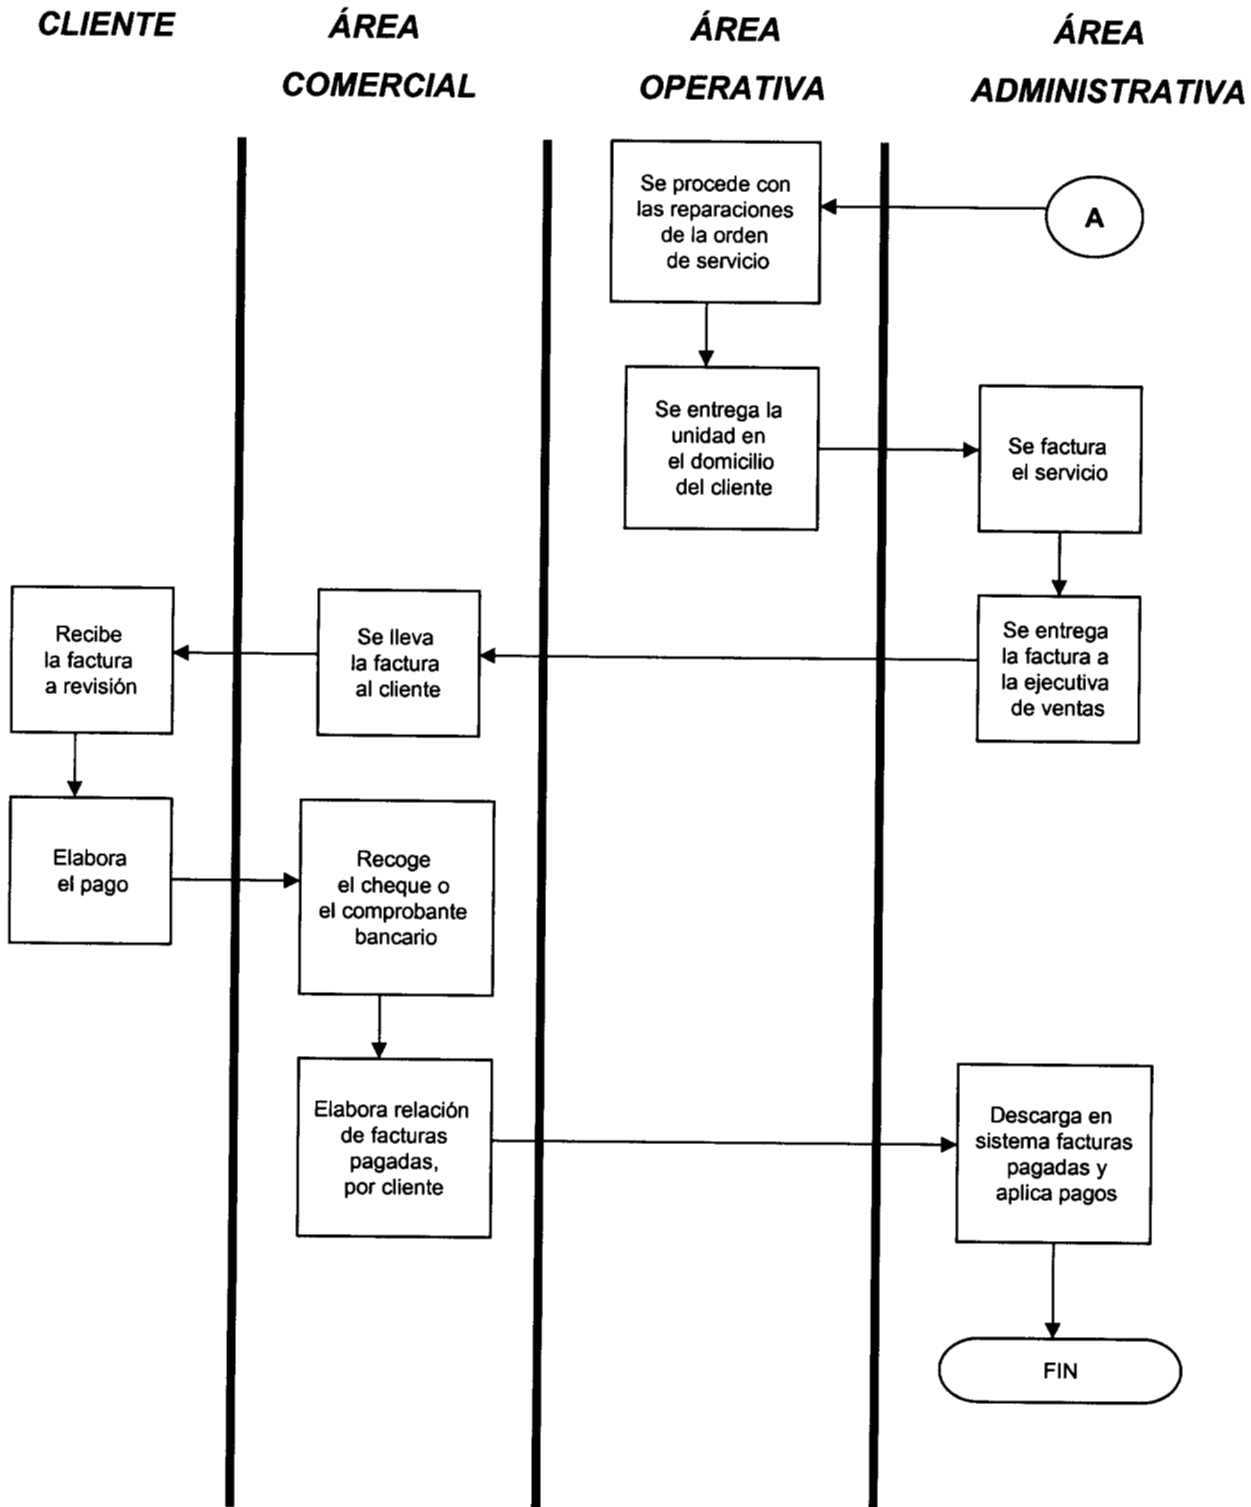 CLIENTE
ÁREA
COMERCIAL
ÁREA
OPERATIVA
ÁREA
ADMINISTRATIVA
Se procede con
las reparaciones
de la orden
de servicio
A
Se entrega la
unidad en
el domicilio
del cliente
Se factura
el servicio
Recibe
la factura
a revisión
Se lleva
la factura
al cliente
Se entrega
la factura a
la ejecutiva
de ventas
Elabora
el pago
Recoge
el cheque o
el comprobante
bancario
Elabora relación
de facturas
pagadas,
por cliente
Descarga en
sistema facturas
pagadas y
aplica pagos
FIN